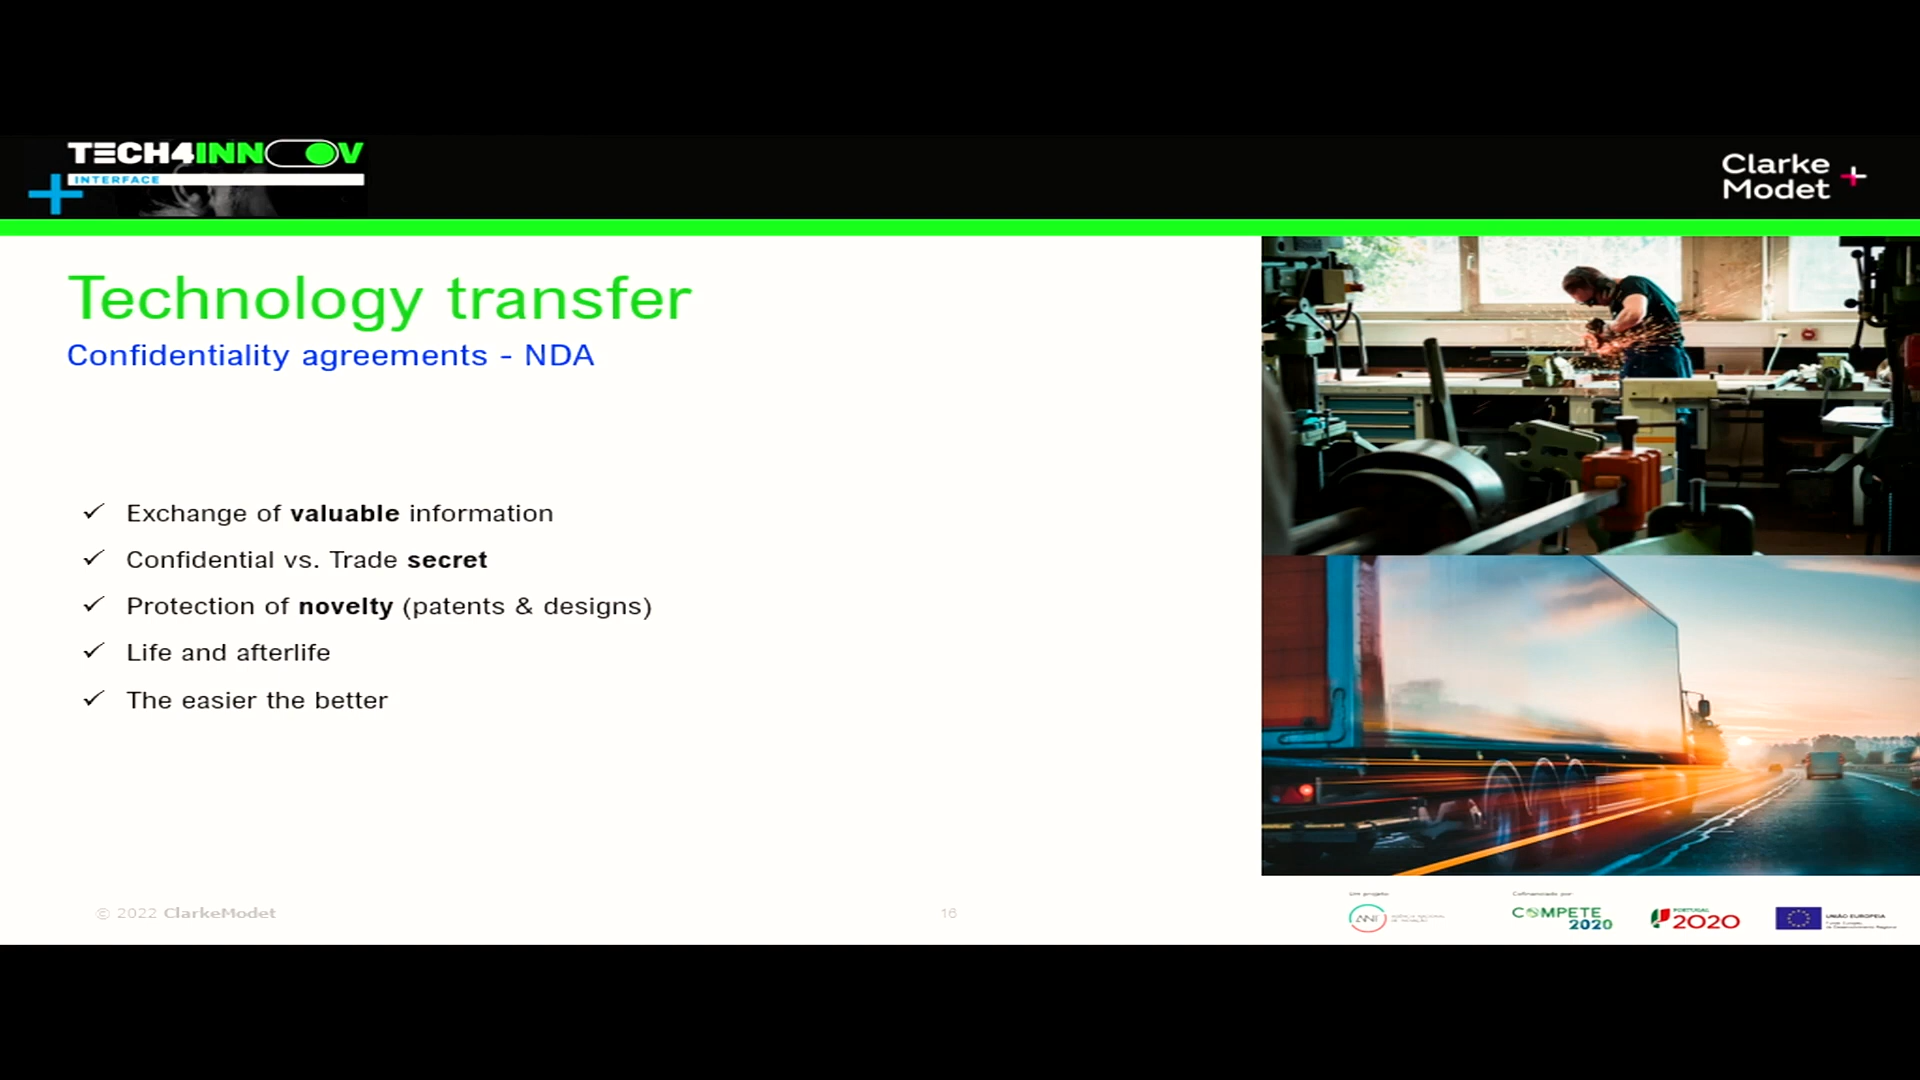 TECH4INNOV
INTERFACE
Clarke
Modet
Technology transfer
Confidentiality agreements - NDA
✓ Exchange of valuable information
✓ Confidential vs. Trade secret
✓ Protection of novelty (patents & designs)
✓ Life and afterlife
✓ The easier the better
© 2022 ClarkeModet
16
Um projeto
Cofinanciado por
ANI
COMPETE
2020
PORTUGAL
2020
UNIÃO EUROPEIA